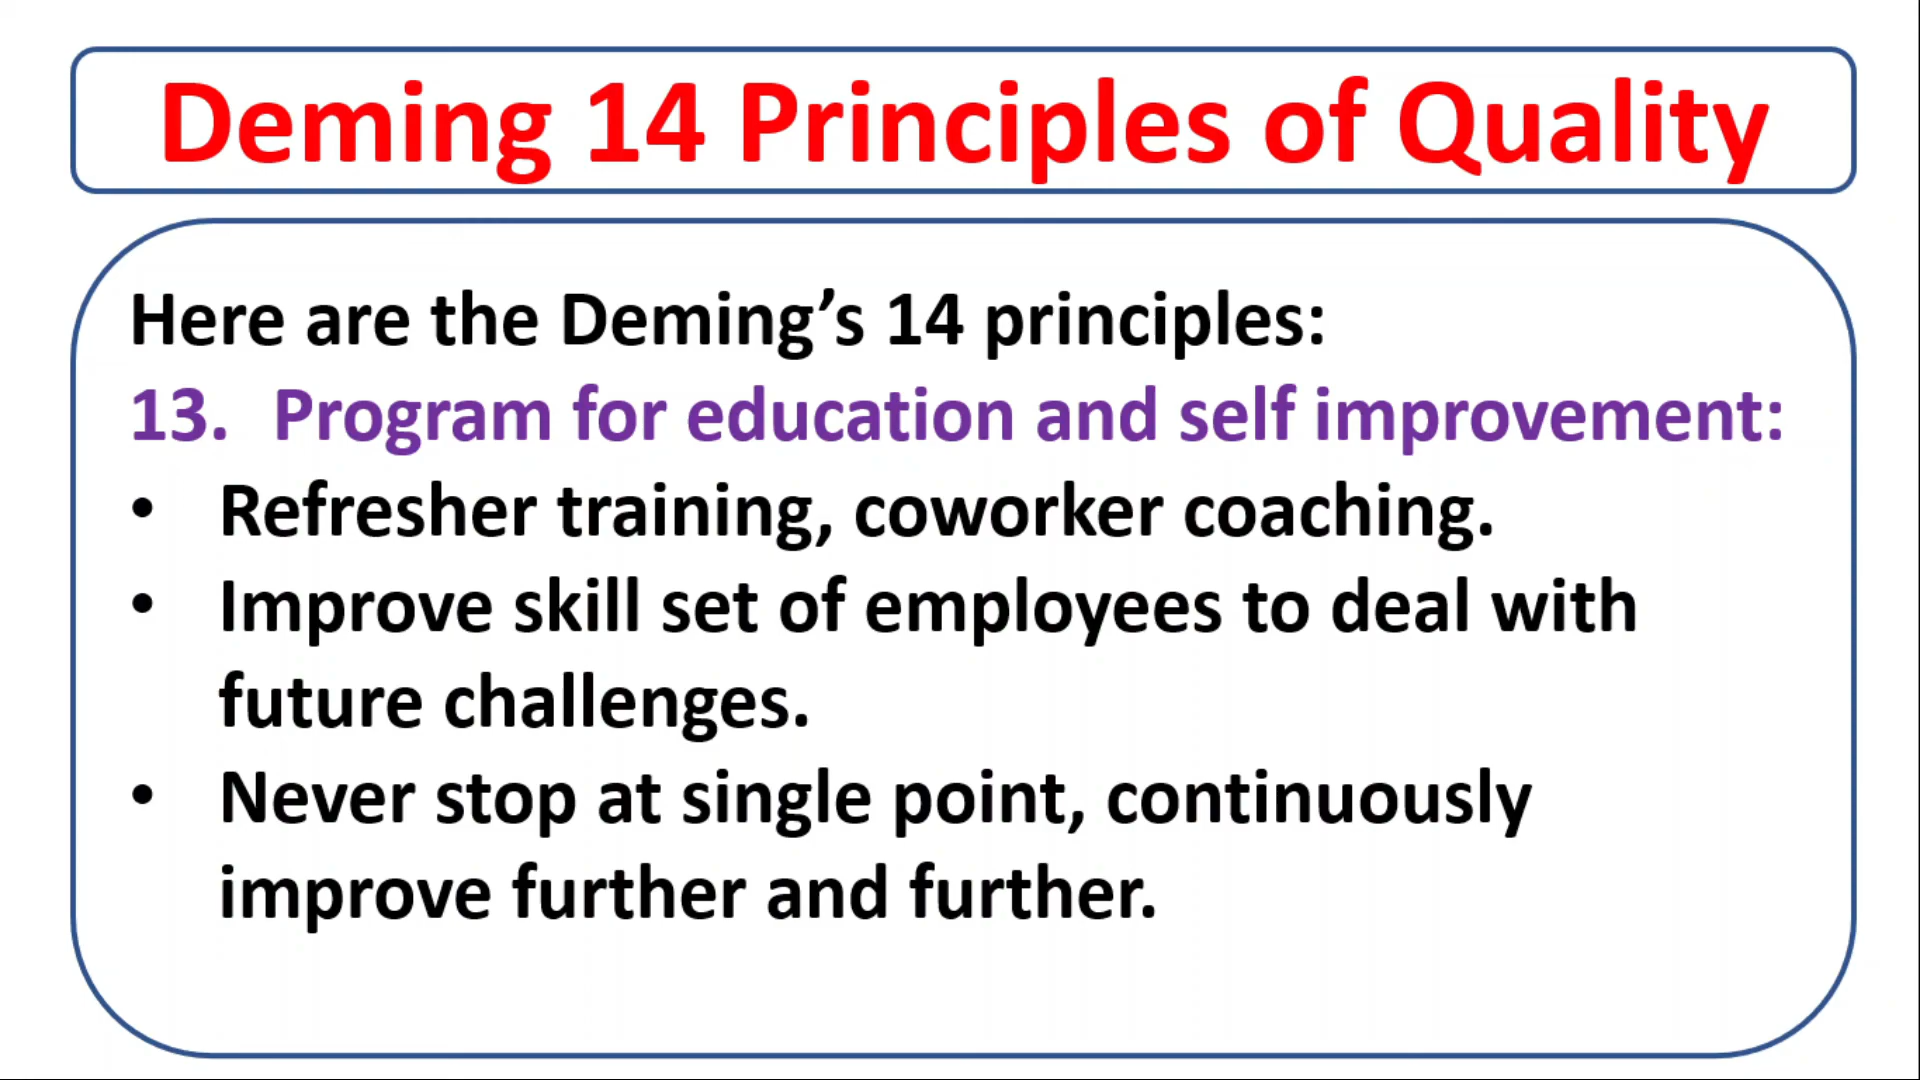 Deming 14 Principles of Quality
Here are the Deming’s 14 principles:
13. Program for education and self improvement:
• Refresher training, coworker coaching.
• Improve skill set of employees to deal with
future challenges.
• Never stop at single point, continuously
improve further and further.